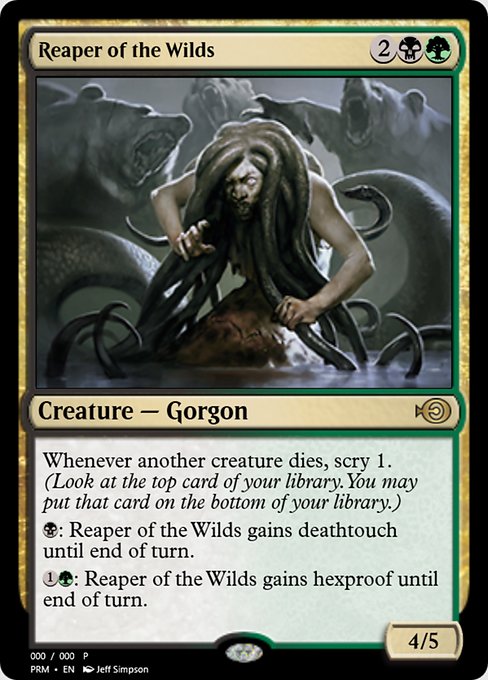 Reaper of the Wilds 2
Creature — Gorgon
Whenever another creature dies, scry 1.
(Look at the top card of your library. You may
put that card on the bottom of your library.)
: Reaper of the Wilds gains deathtouch
until end of turn.
1: Reaper of the Wilds gains hexproof until
end of turn.
4/5
000 / 000 P
PRM • EN Jeff Simpson